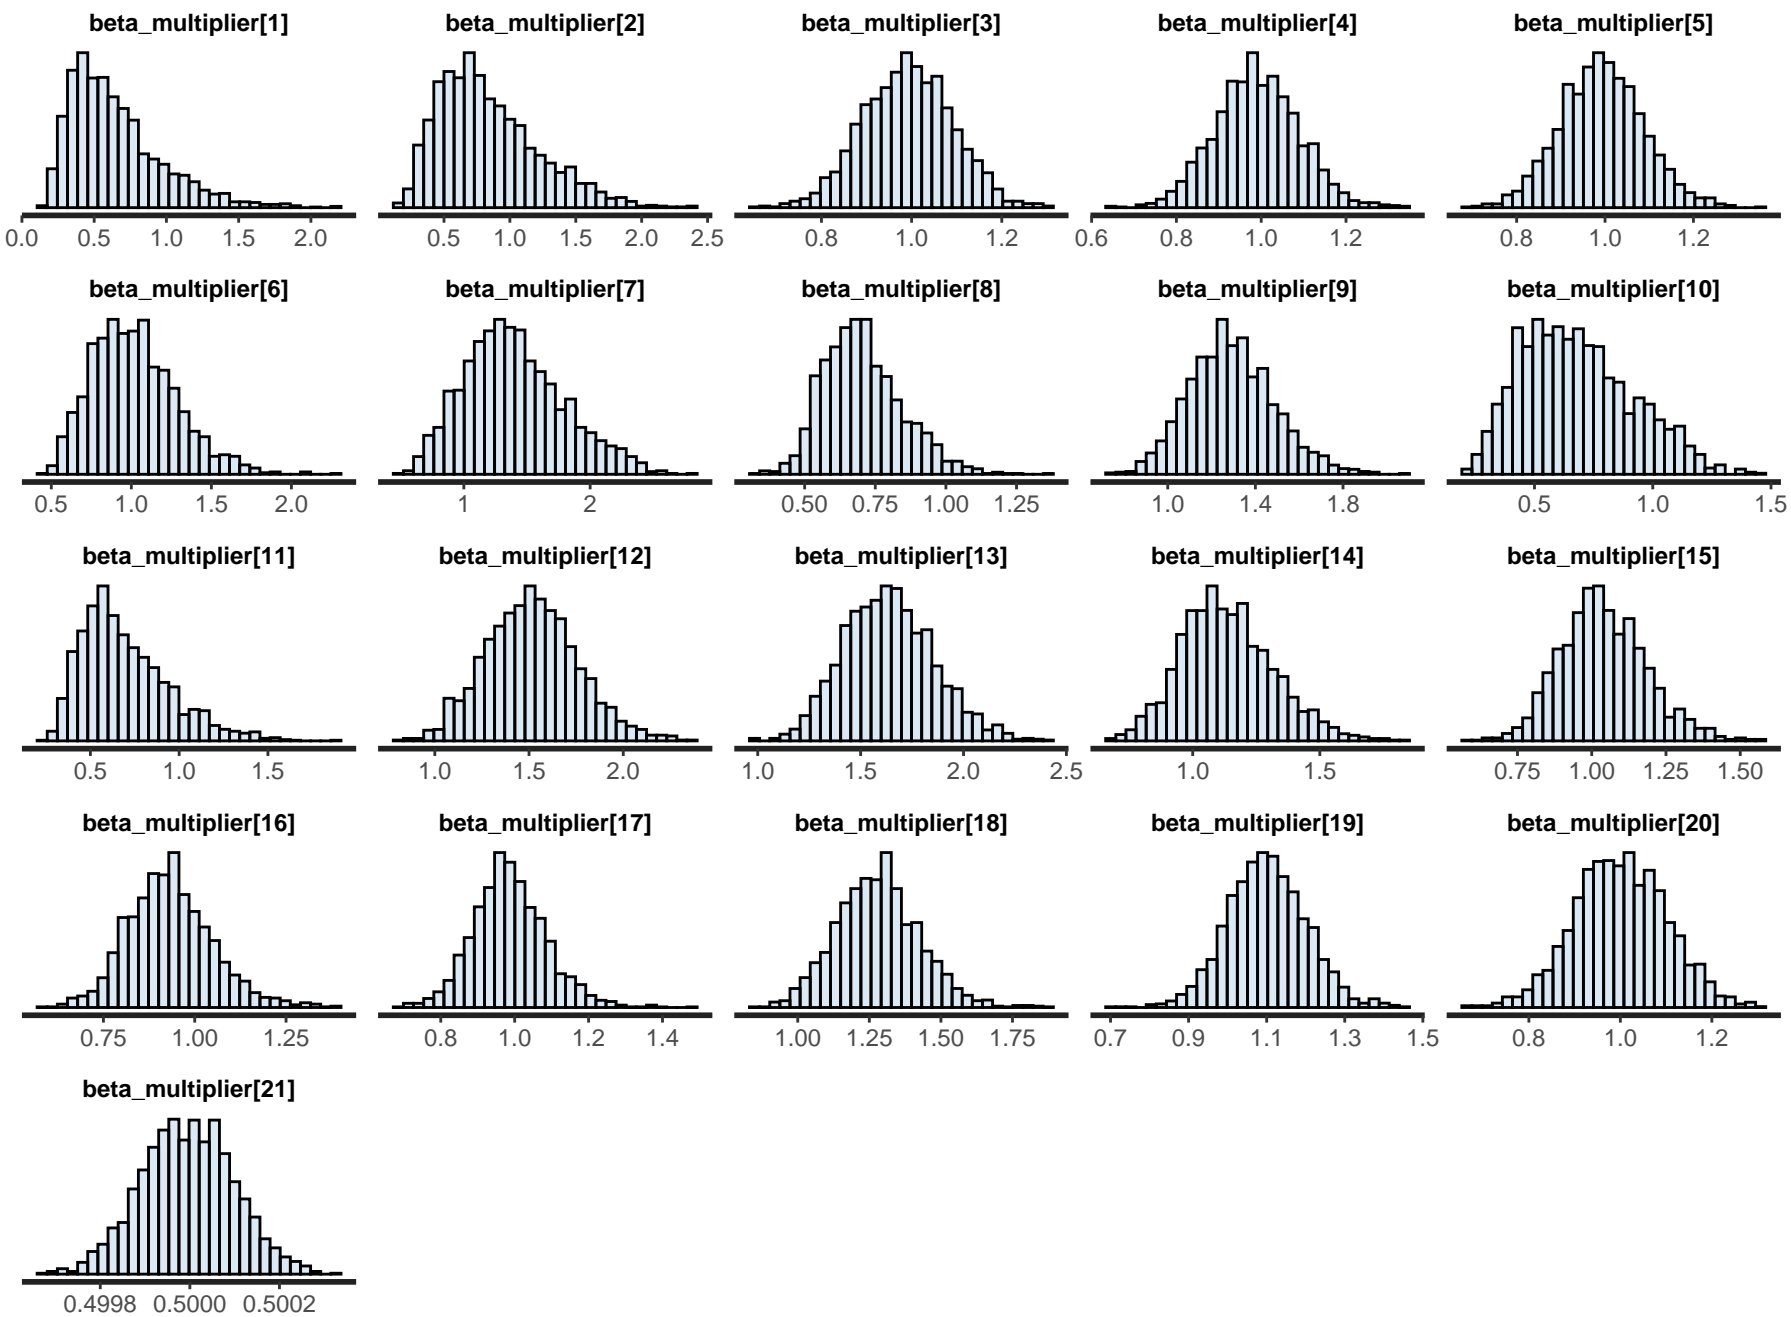 beta_multiplier[1] beta_multiplier[2] beta_multiplier[3] beta_multiplier[4] beta_multiplier[5]
0.0 0.5 1.0 1.5 2.0 0.5 1.0 1.5 2.0 2.5 0.8 1.0 1.2 0.6 0.8 1.0 1.2 0.8 1.0 1.2
beta_multiplier[6] beta_multiplier[7] beta_multiplier[8] beta_multiplier[9] beta_multiplier[10]
0.5 1.0 1.5 2.0 1 2 0.50 0.75 1.00 1.25 1.0 1.4 1.8 0.5 1.0 1.5
beta_multiplier[11] beta_multiplier[12] beta_multiplier[13] beta_multiplier[14] beta_multiplier[15]
0.5 1.0 1.5 1.0 1.5 2.0 1.0 1.5 2.0 2.5 1.0 1.5 0.75 1.00 1.25 1.50
beta_multiplier[16] beta_multiplier[17] beta_multiplier[18] beta_multiplier[19] beta_multiplier[20]
0.75 1.00 1.25 0.8 1.0 1.2 1.4 1.00 1.25 1.50 1.75 0.7 0.9 1.1 1.3 1.5 0.8 1.0 1.2
beta_multiplier[21]
0.4998 0.5000 0.5002